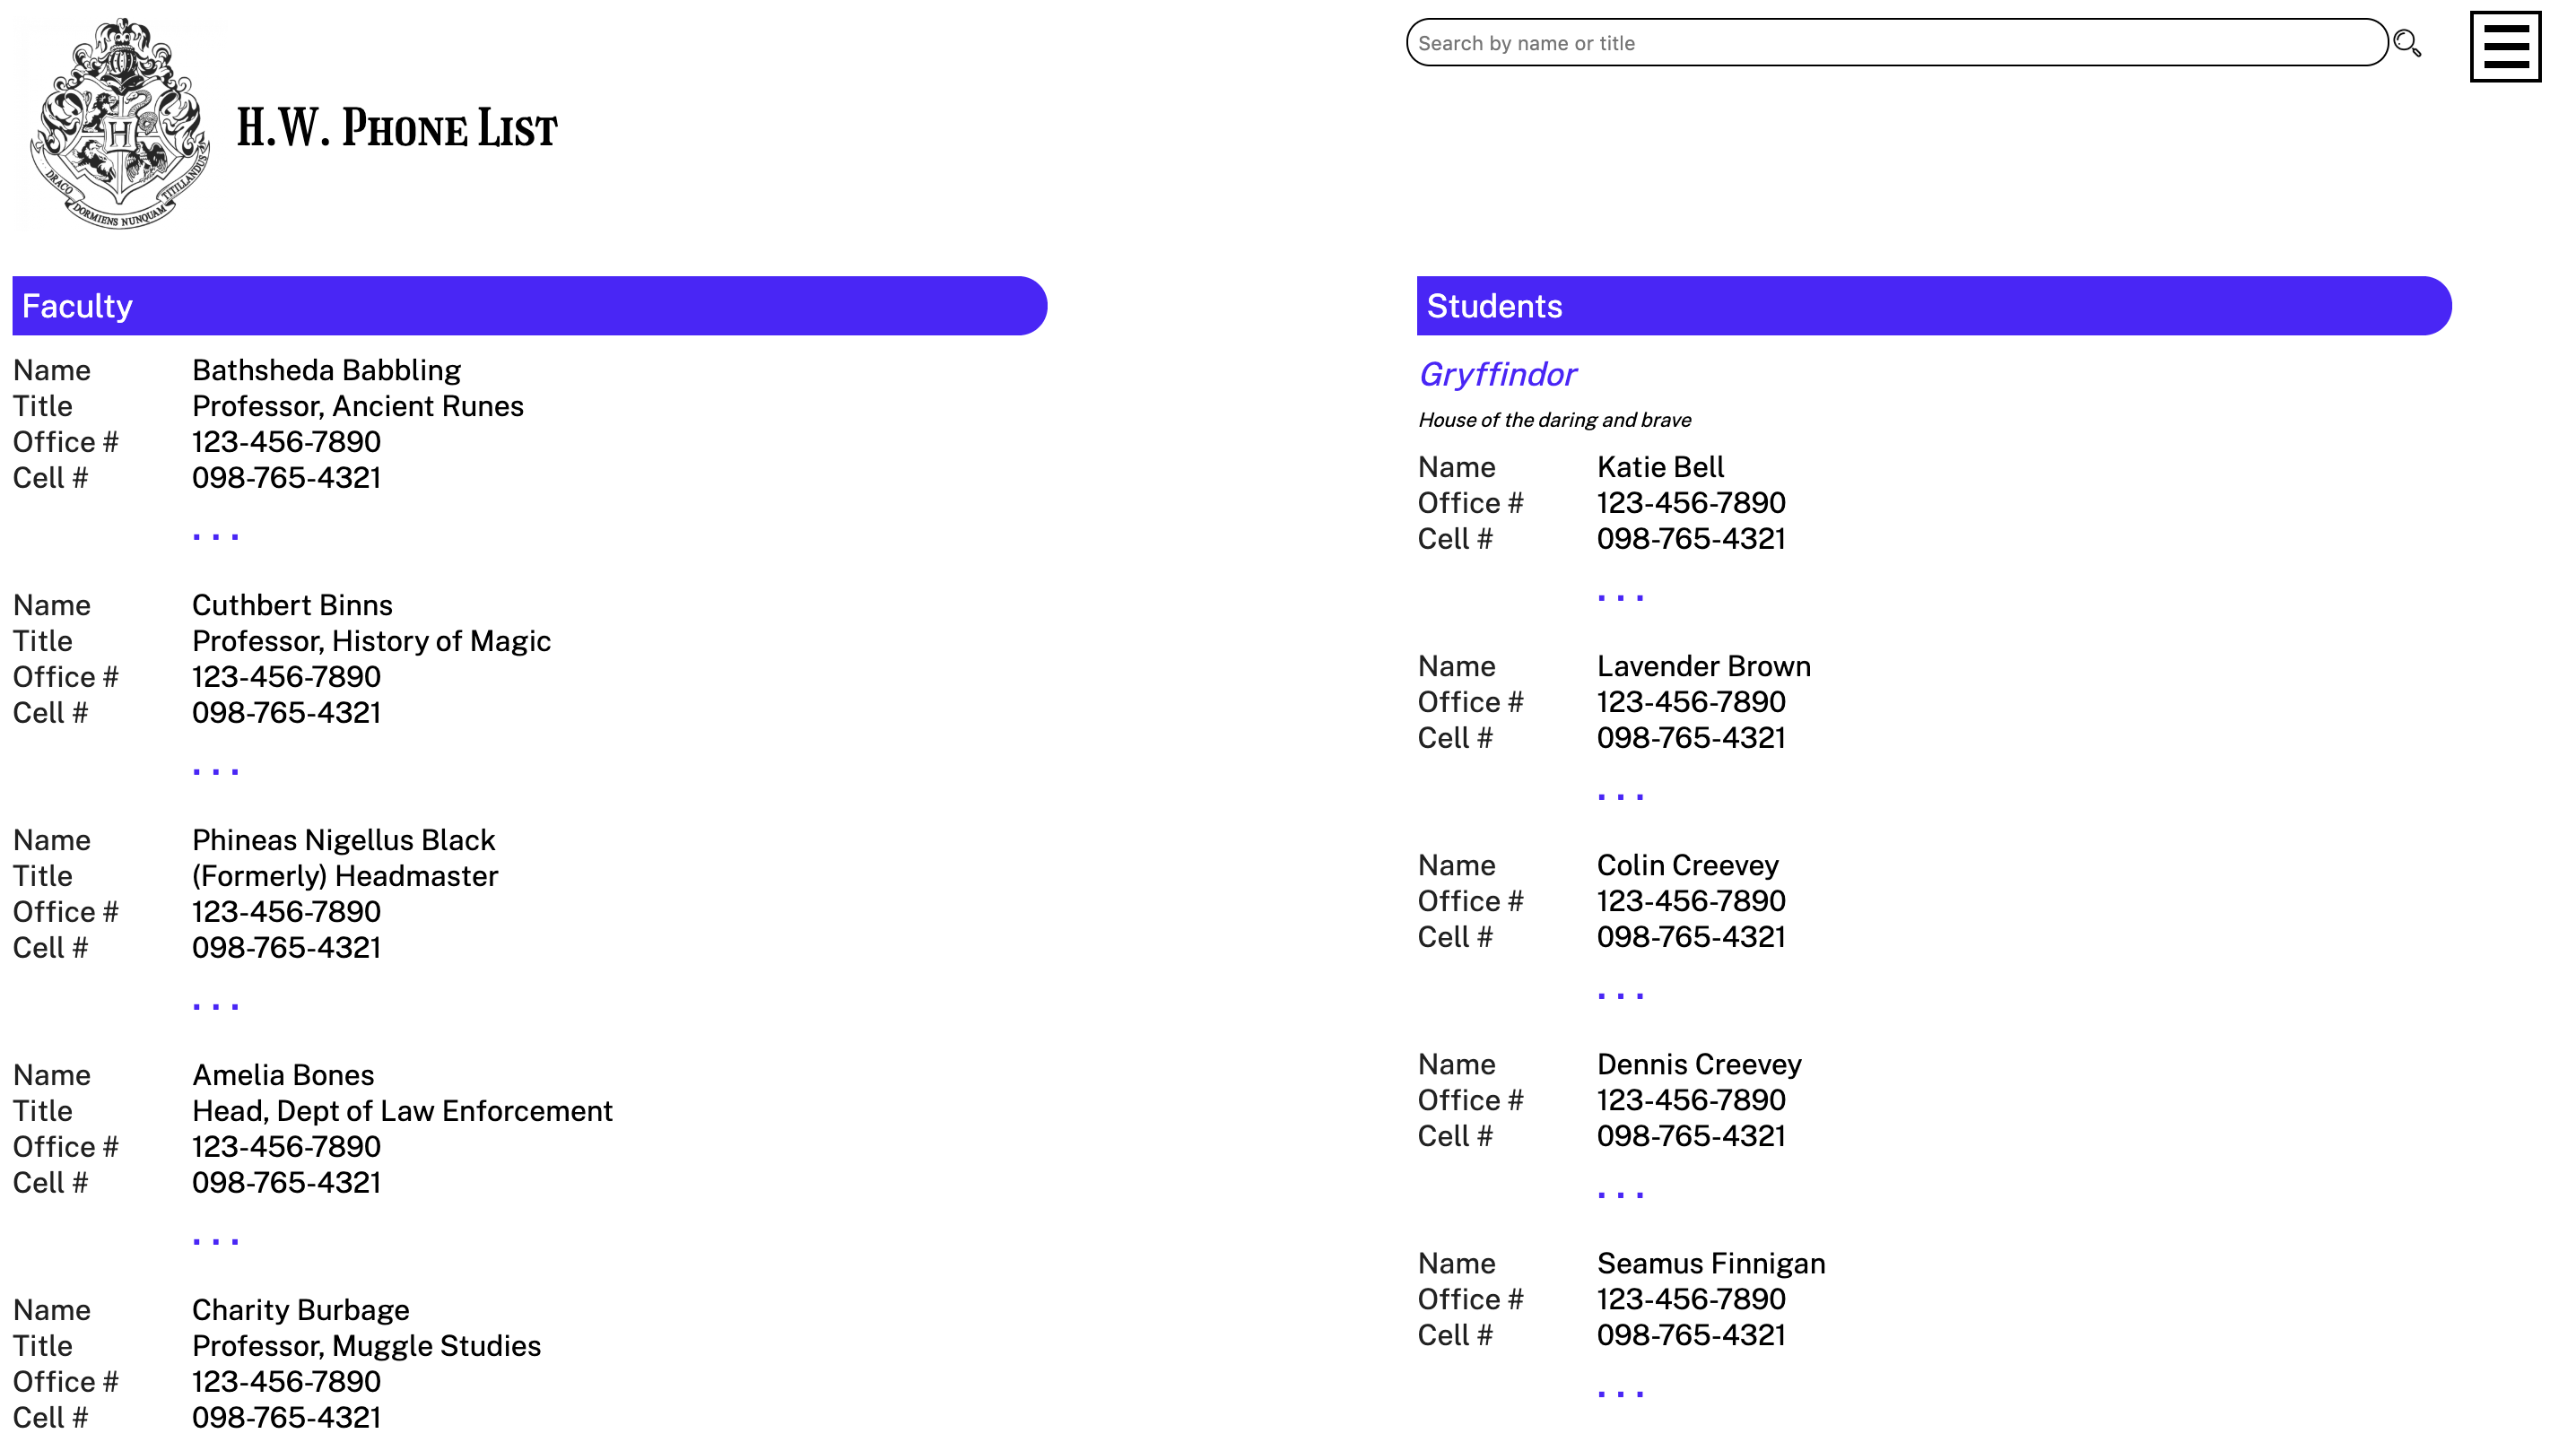 H
DRACO DORMIENS NUNQUAM TITILLANDUS
H.W. Phone List
Search by name or title
Faculty
Name Bathsheda Babbling
Title Professor, Ancient Runes
Office # 123-456-7890
Cell # 098-765-4321
...
Name Cuthbert Binns
Title Professor, History of Magic
Office # 123-456-7890
Cell # 098-765-4321
...
Name Phineas Nigellus Black
Title (Formerly) Headmaster
Office # 123-456-7890
Cell # 098-765-4321
...
Name Amelia Bones
Title Head, Dept of Law Enforcement
Office # 123-456-7890
Cell # 098-765-4321
...
Name Charity Burbage
Title Professor, Muggle Studies
Office # 123-456-7890
Cell # 098-765-4321
Students
Gryffindor
House of the daring and brave
Name Katie Bell
Office # 123-456-7890
Cell # 098-765-4321
...
Name Lavender Brown
Office # 123-456-7890
Cell # 098-765-4321
...
Name Colin Creevey
Office # 123-456-7890
Cell # 098-765-4321
...
Name Dennis Creevey
Office # 123-456-7890
Cell # 098-765-4321
...
Name Seamus Finnigan
Office # 123-456-7890
Cell # 098-765-4321
...